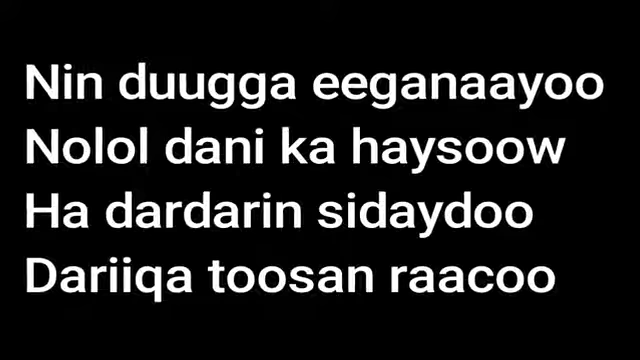 Nin duugga eeganaayoo
Nolol dani ka haysoow
Ha dardarin sidaydoo
Dariiqa toosan raacoo